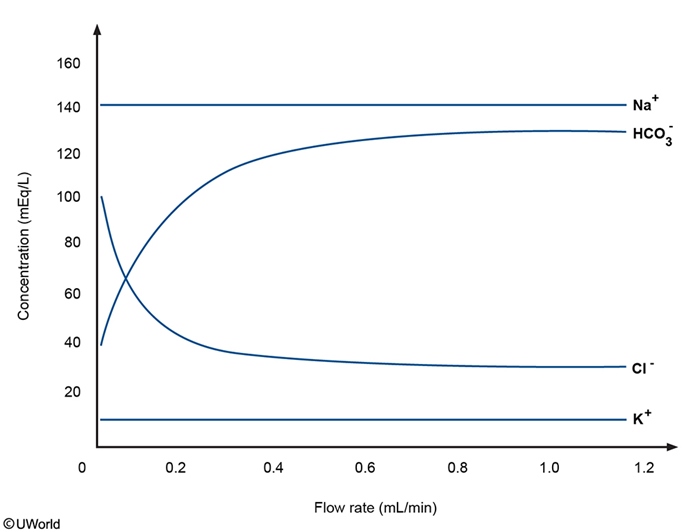 160
140
120
100
80
60
40
20
Concentration (mEq/L)
Na⁺
HCO₃⁻
Cl⁻
K⁺
0 0.2 0.4 0.6 0.8 1.0 1.2
Flow rate (mL/min)
©UWorld